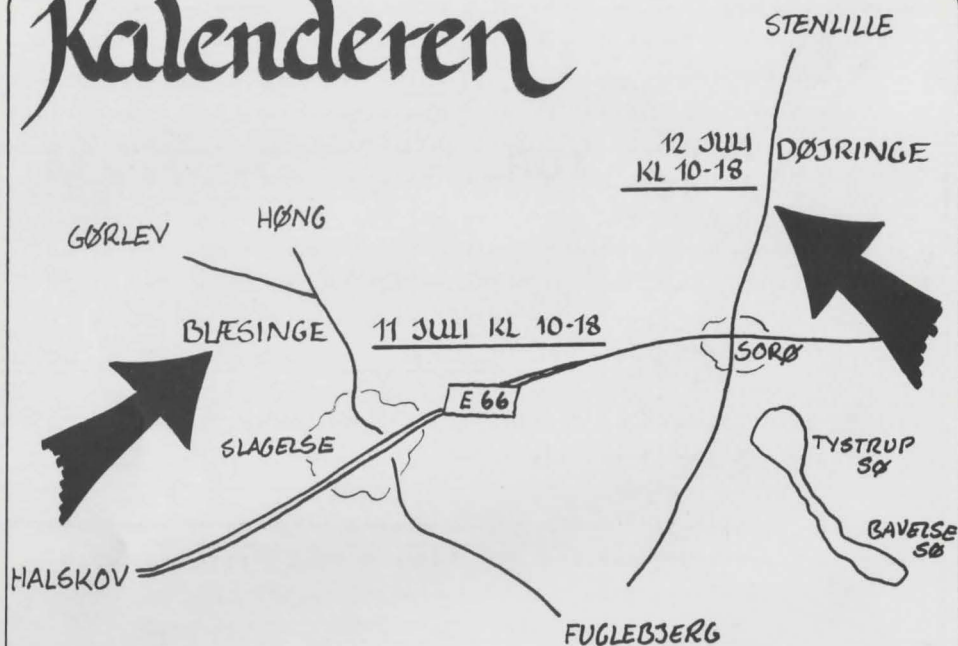 Kalenderen
STENLILLE
12 JULI
KL 10-18
DØJRINGE
HØNG
GØRLEV
BLÆSINGE
11 JULI KL 10-18
SORØ
E 66
SLAGELSE
TYSTRUP
SØ
BAVELSE
SØ
HALSKOV
FUGLEBJERG